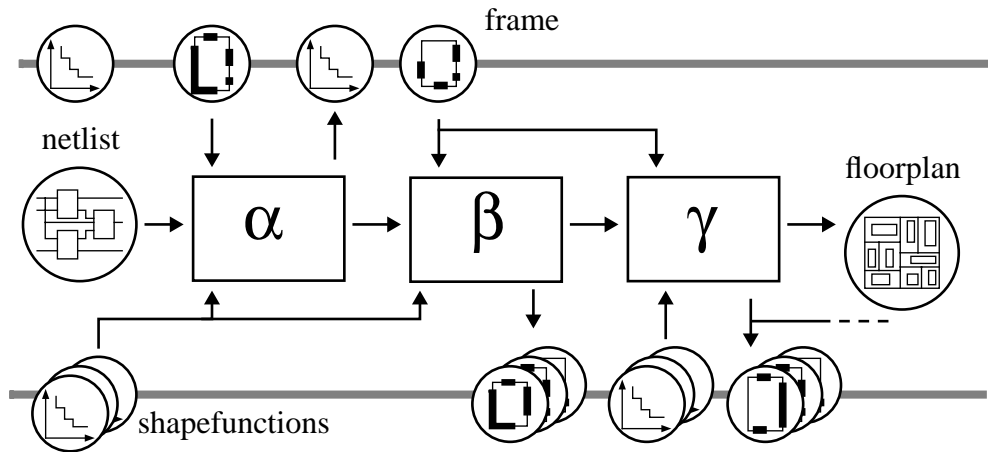 frame
netlist
floorplan
α
β
γ
shapefunctions